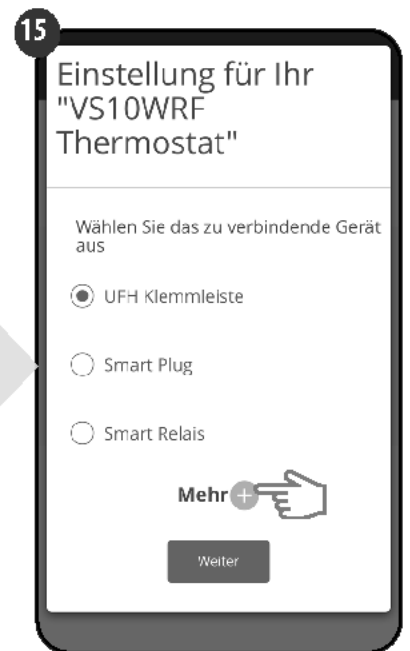 15
Einstellung für Ihr
"VS10WRF
Thermostat"
Wählen Sie das zu verbindende Gerät
aus
UFH Klemmleiste
Smart Plug
Smart Relais
Mehr +
Weiter